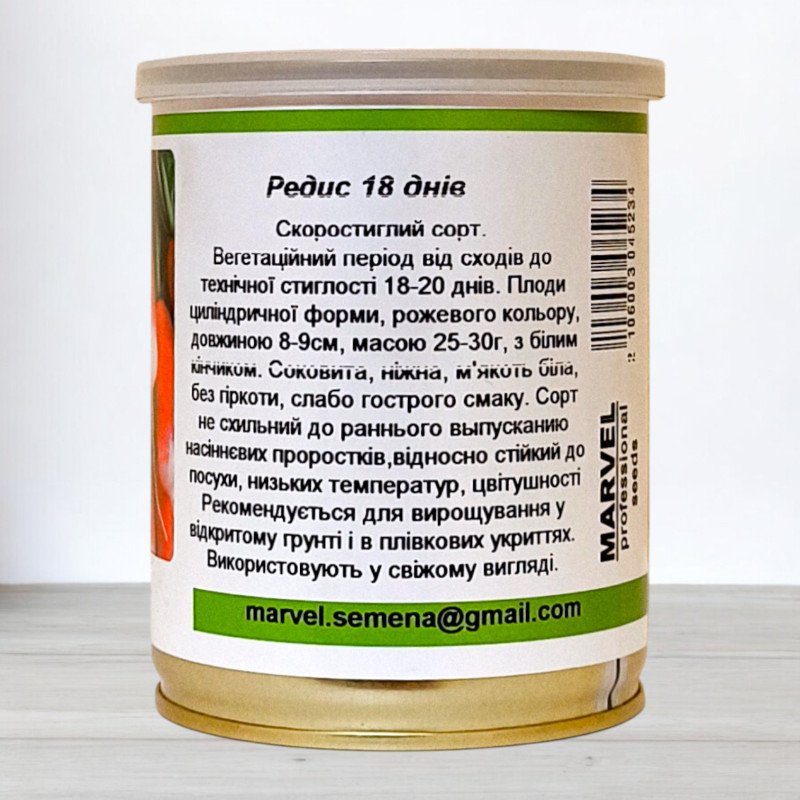 Редис 18 днів
Скоростиглий сорт.
Вегетаційний період від сходів до
технічної стиглості 18-20 днів. Плоди
циліндричної форми, рожевого кольору,
довжиною 8-9см, масою 25-30г, з білим
кінчиком. Соковита, ніжна, м'якоть біла,
без гіркоти, слабо гострого смаку. Сорт
не схильний до раннього выпусканию
насіннєвих проростків,відносно стійкий до
посухи, низьких температур, цвітушності
Рекомендується для вирощування у
відкритому ґрунті і в плівкових укриттях.
Використовують у свіжому вигляді.
marvel.semena@gmail.com
2106003045234
MARVEL
professional
seeds